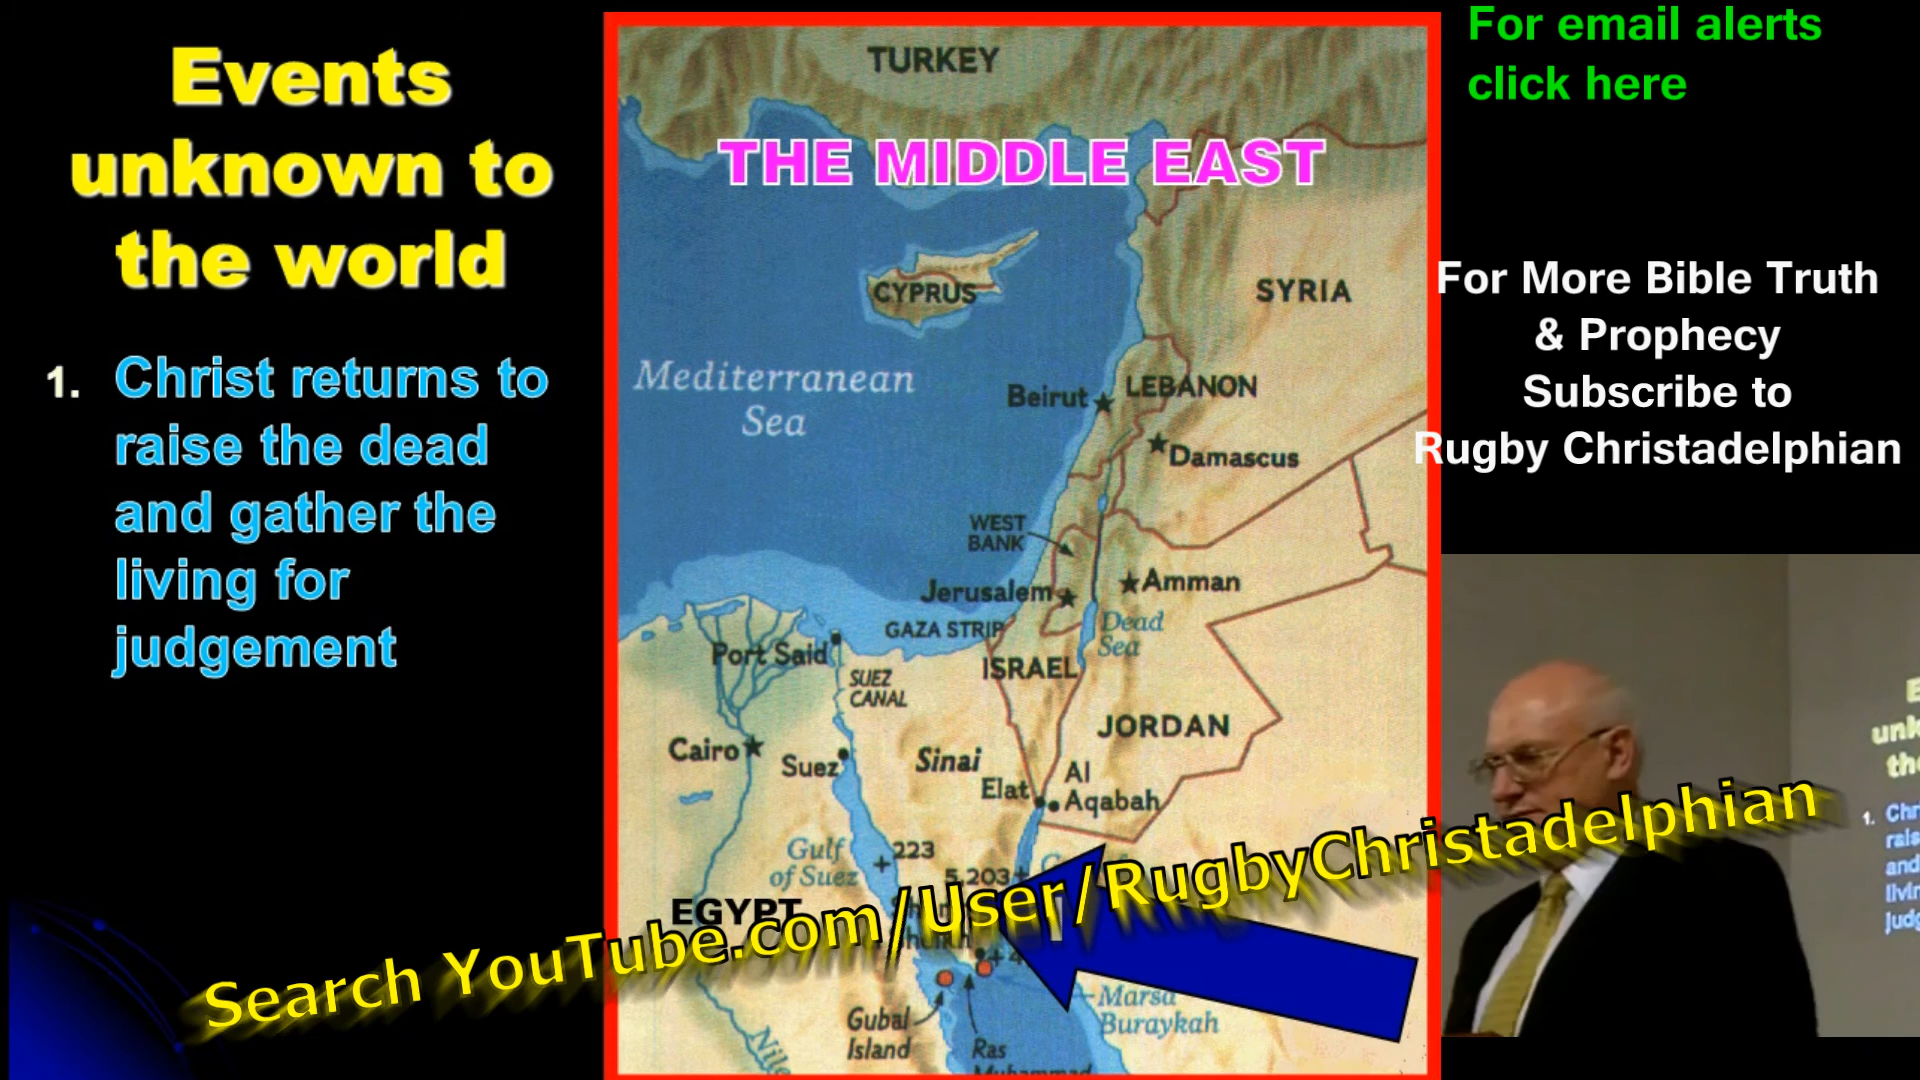 Events
unknown to
the world
1. Christ returns to
raise the dead
and gather the
living for
judgement
TURKEY
THE MIDDLE EAST
CYPRUS
SYRIA
Mediterranean
Sea
Beirut
LEBANON
Damascus
WEST
BANK
Jerusalem
Amman
GAZA STRIP
Dead
Sea
Port Said
ISRAEL
SUEZ
CANAL
JORDAN
Cairo
Suez
Sinai
Elat
Al
Aqabah
Gulf
of Suez
223
5,203
EGYPT
Marsa
Buraykah
Gubal
Island
Ras
Muhammad
Nile
Search YouTube.com/User/RugbyChristadelphian
For email alerts
click here
For More Bible Truth
& Prophecy
Subscribe to
Rugby Christadelphian
1.